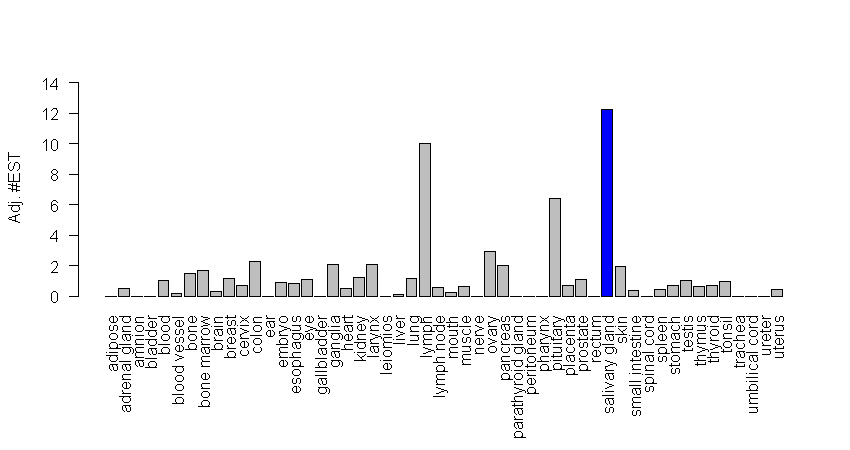 14
12
10
8
6
4
2
0
Adj. #EST
adipose
adrenal gland
amnion
bladder
blood
blood vessel
bone
bone marrow
brain
breast
cervix
colon
ear
embryo
esophagus
eye
gallbladder
ganglia
heart
kidney
larynx
leiomios
liver
lung
lymph
lymph node
mouth
muscle
nerve
ovary
pancreas
parathyroid gland
peritoneum
pharynx
pituitary
placenta
prostate
rectum
salivary gland
skin
small intestine
spinal cord
spleen
stomach
testis
thymus
thyroid
tonsil
trachea
umbilical cord
ureter
uterus